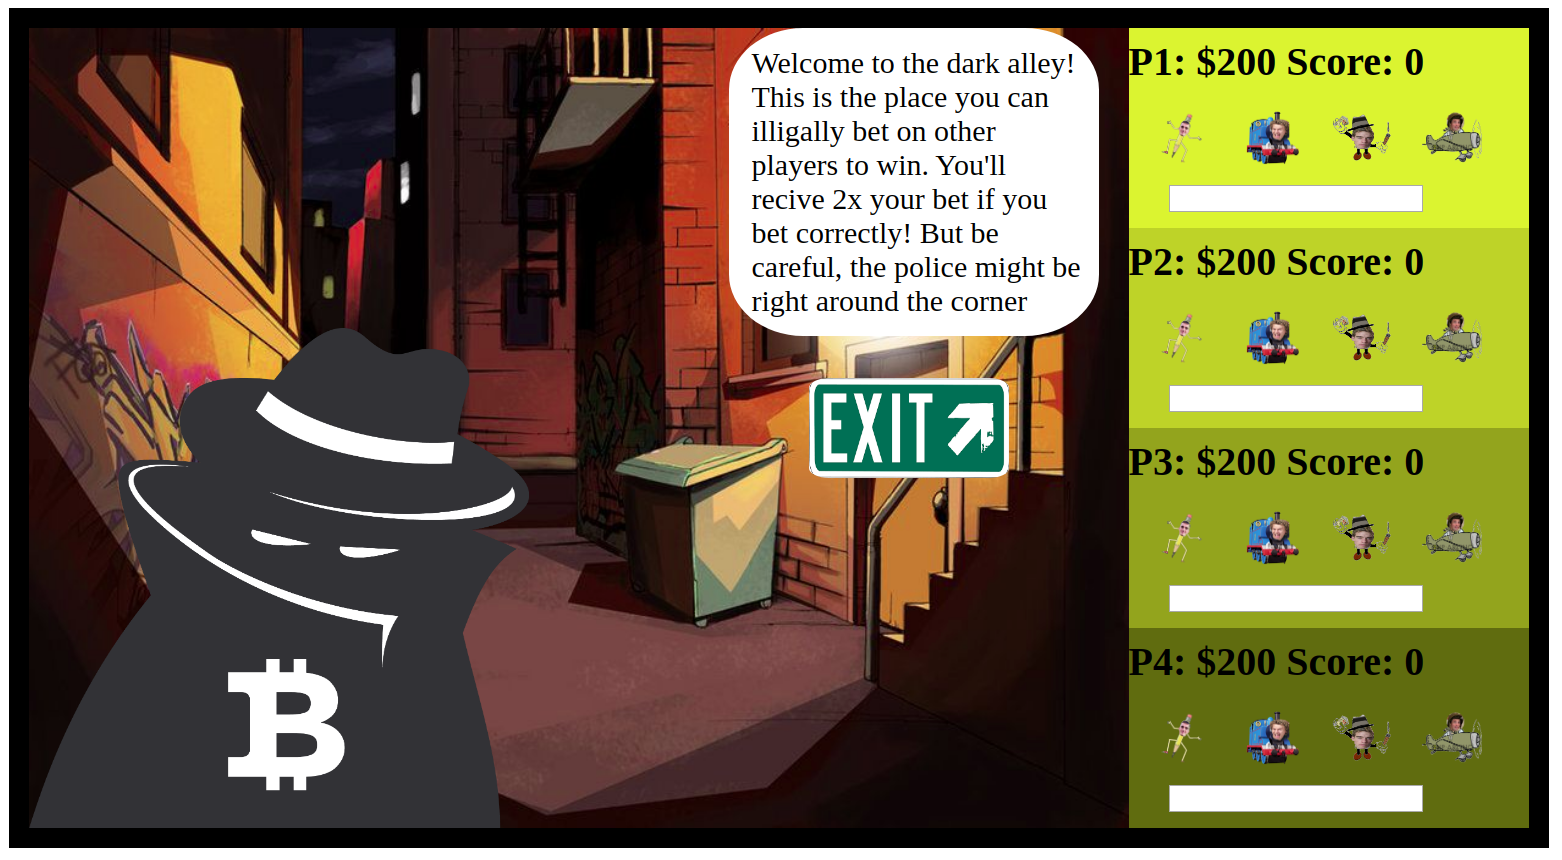 Welcome to the dark alley!
This is the place you can
illigally bet on other
players to win. You'll
recive 2x your bet if you
bet correctly! But be
careful, the police might be
right around the corner
EXIT
P1: $200 Score: 0
P2: $200 Score: 0
P3: $200 Score: 0
P4: $200 Score: 0